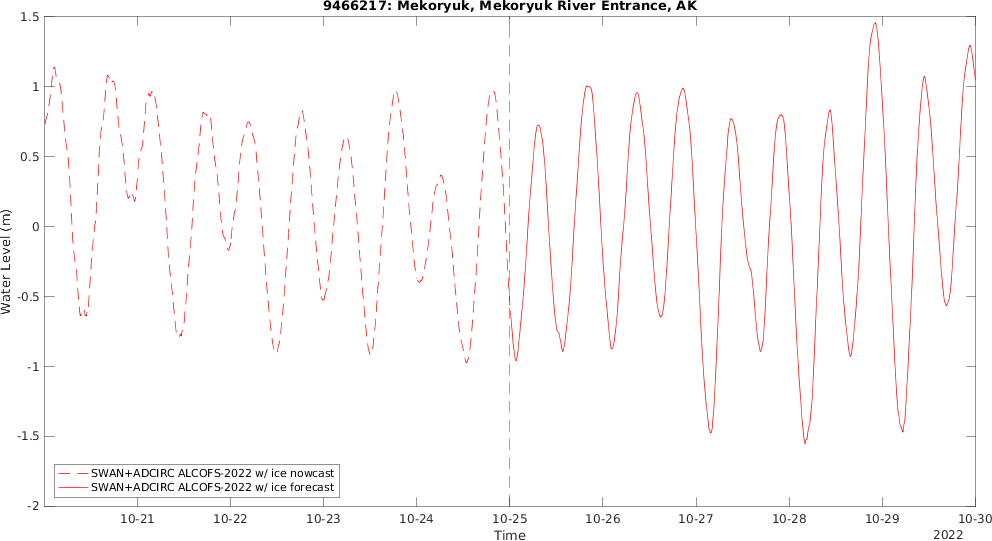 9466217: Mekoryuk, Mekoryuk River Entrance, AK
1.5
1
0.5
0
-0.5
-1
-1.5
-2
Water Level (m)
SWAN+ADCIRC ALCOFS-2022 w/ ice nowcast
SWAN+ADCIRC ALCOFS-2022 w/ ice forecast
10-21 10-22 10-23 10-24 10-25 10-26 10-27 10-28 10-29 10-30
Time
2022